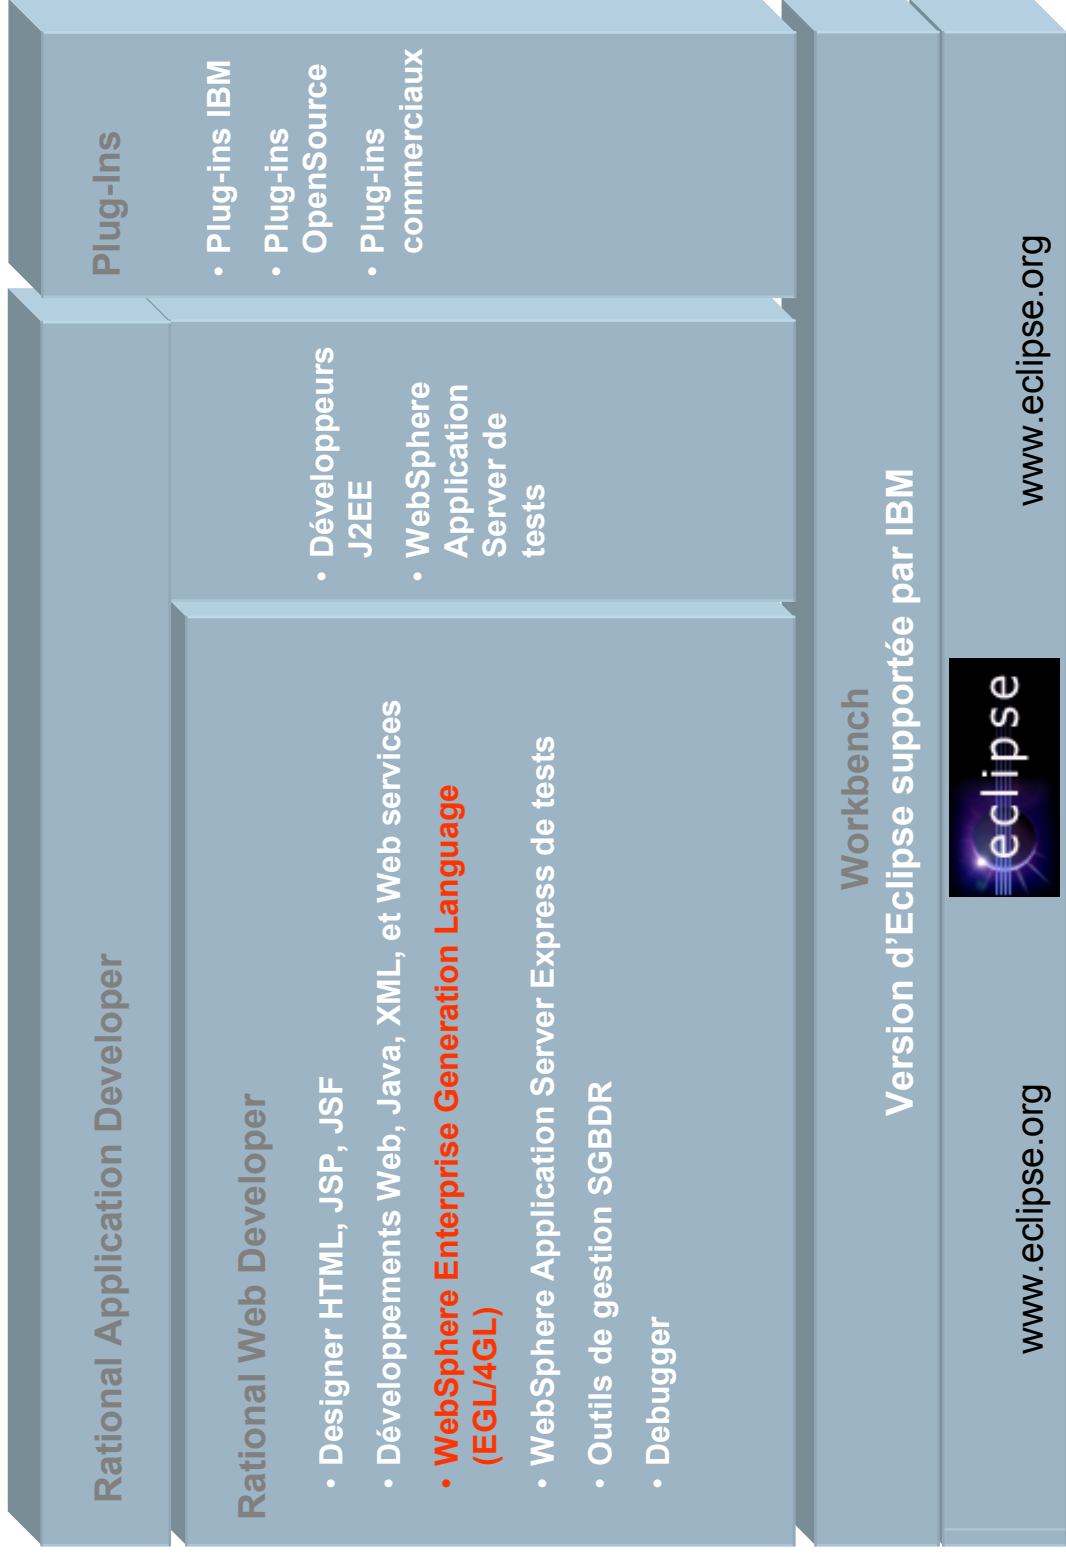 Rational Application Developer
Rational Web Developer
• Designer HTML, JSP, JSF
• Développements Web, Java, XML, et Web services
• WebSphere Enterprise Generation Language
(EGL/4GL)
• WebSphere Application Server Express de tests
• Outils de gestion SGBDR
• Debugger
• Développeurs
J2EE
• WebSphere
Application
Server de
tests
Plug-Ins
• Plug-ins IBM
• Plug-ins
OpenSource
• Plug-ins
commerciaux
Workbench
Version d’Eclipse supportée par IBM
www.eclipse.org
eclipse
www.eclipse.org